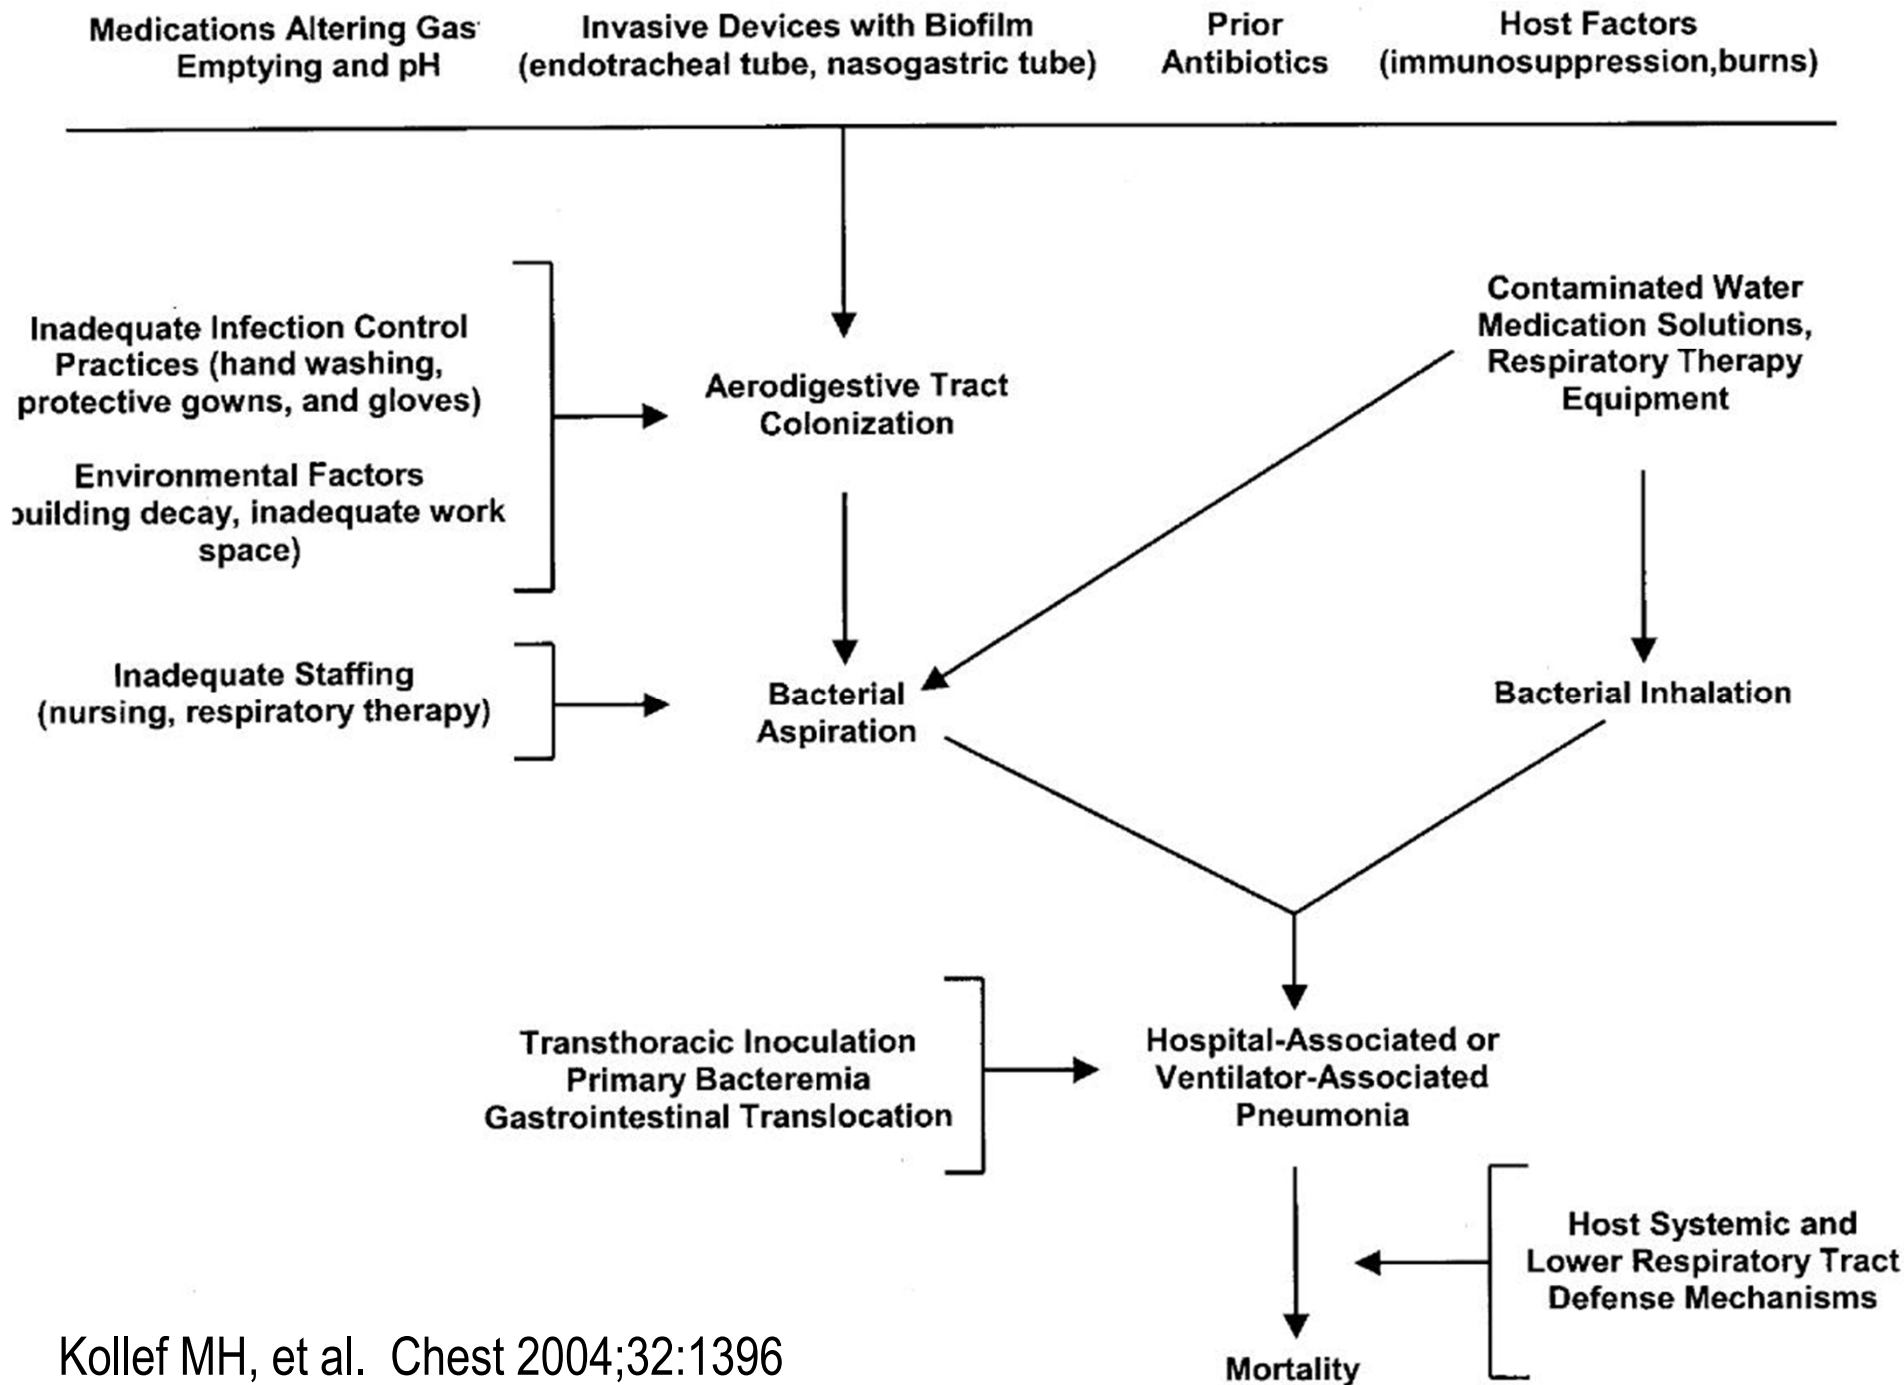 Medications Altering Gas
Emptying and pH
Invasive Devices with Biofilm
(endotracheal tube, nasogastric tube)
Prior
Antibiotics
Host Factors
(immunosuppression,burns)
Inadequate Infection Control
Practices (hand washing,
protective gowns, and gloves)
Environmental Factors
building decay, inadequate work
space)
Aerodigestive Tract
Colonization
Contaminated Water
Medication Solutions,
Respiratory Therapy
Equipment
Inadequate Staffing
(nursing, respiratory therapy)
Bacterial
Aspiration
Bacterial Inhalation
Transthoracic Inoculation
Primary Bacteremia
Gastrointestinal Translocation
Hospital-Associated or
Ventilator-Associated
Pneumonia
Host Systemic and
Lower Respiratory Tract
Defense Mechanisms
Mortality
Kollef MH, et al. Chest 2004;32:1396